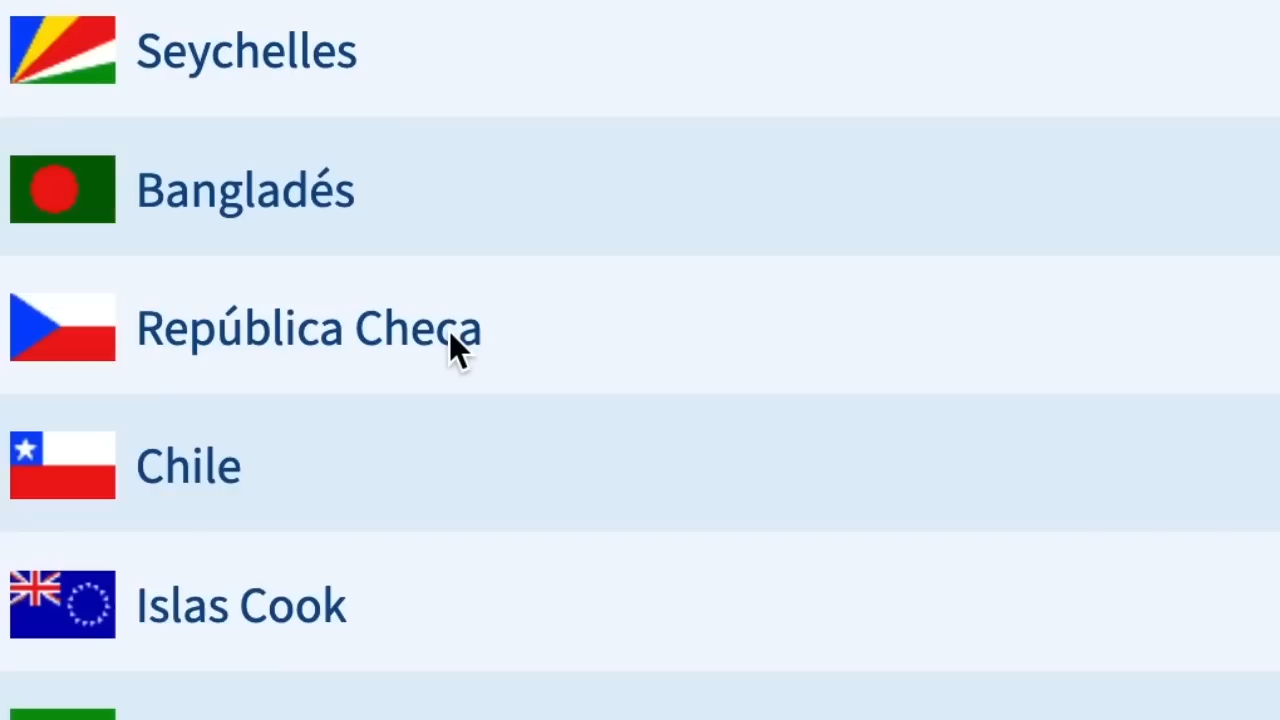 Seychelles
Bangladés
República Checa
Chile
Islas Cook